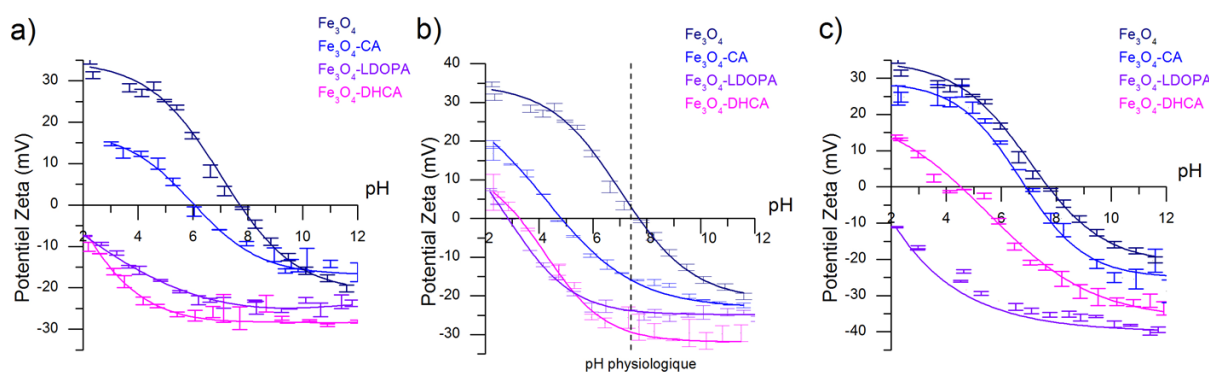 a)
Fe3O4
Fe3O4-CA
Fe3O4-LDOPA
Fe3O4-DHCA
Potentiel Zeta (mV)
30
20
10
0
-10
-20
-30
2 4 6 8 10 12
pH
b)
Fe3O4
Fe3O4-CA
Fe3O4-LDOPA
Fe3O4-DHCA
Potentiel Zeta (mV)
40
30
20
10
0
-10
-20
-30
2 4 6 8 10 12
pH
pH physiologique
c)
Fe3O4
Fe3O4-CA
Fe3O4-LDOPA
Fe3O4-DHCA
Potentiel Zeta (mV)
30
20
10
0
-10
-20
-30
-40
2 4 6 8 10 12
pH